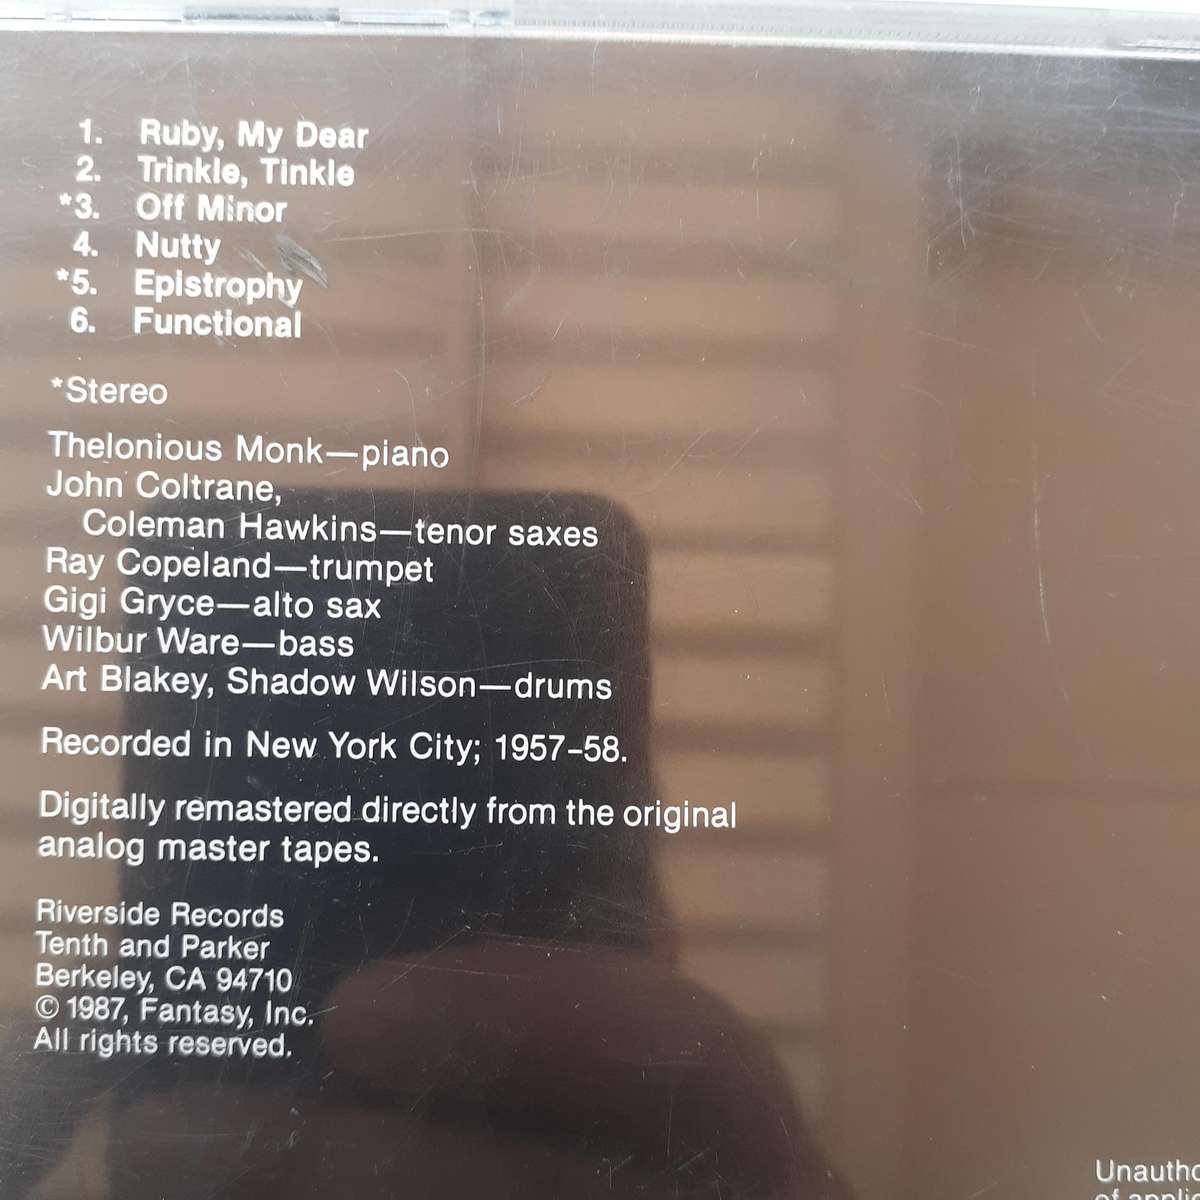 1. Ruby, My Dear
2. Trinkle, Tinkle
*3. Off Minor
4. Nutty
*5. Epistrophy
6. Functional
*Stereo
Thelonious Monk—piano
John Coltrane,
Coleman Hawkins—tenor saxes
Ray Copeland—trumpet
Gigi Gryce—alto sax
Wilbur Ware—bass
Art Blakey, Shadow Wilson—drums
Recorded in New York City; 1957-58.
Digitally remastered directly from the original
analog master tapes.
Riverside Records
Tenth and Parker
Berkeley, CA 94710
© 1987, Fantasy, Inc.
All rights reserved.